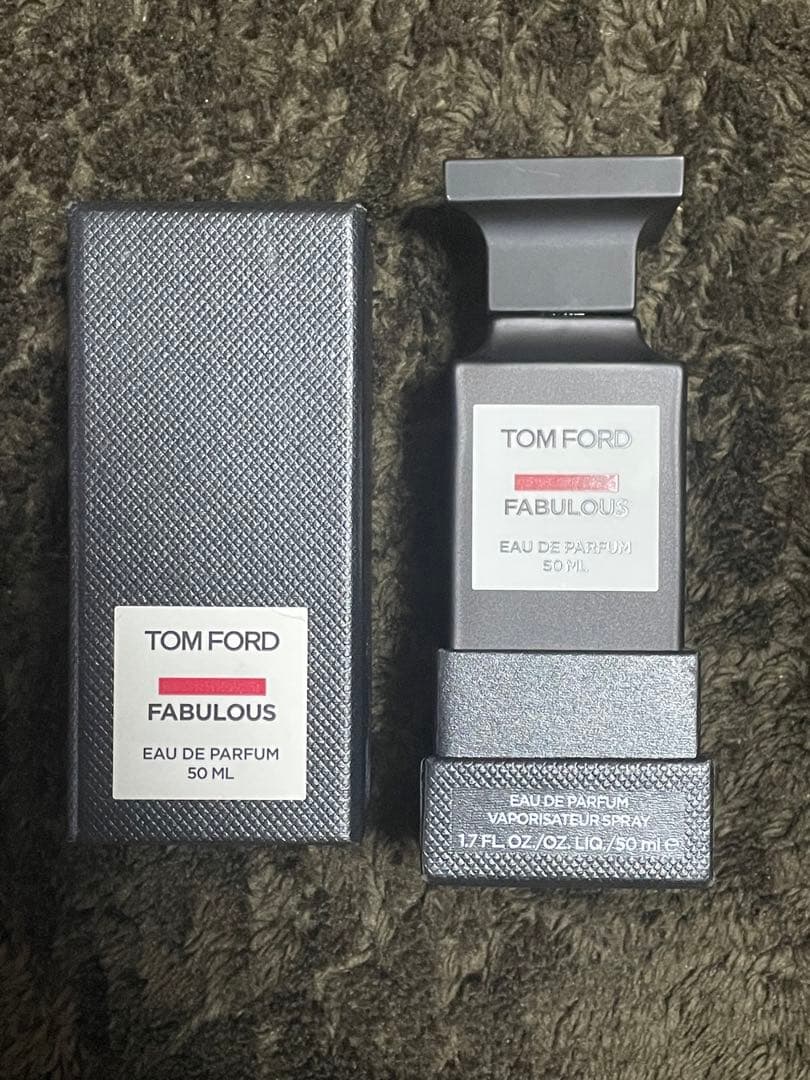 TOM FORD
FABULOUS
EAU DE PARFUM
50 ML
TOM FORD
FABULOUS
EAU DE PARFUM
50 ML
EAU DE PARFUM
VAPORISATEUR SPRAY
1.7 FL. OZ./OZ. LIQ./50 ml e